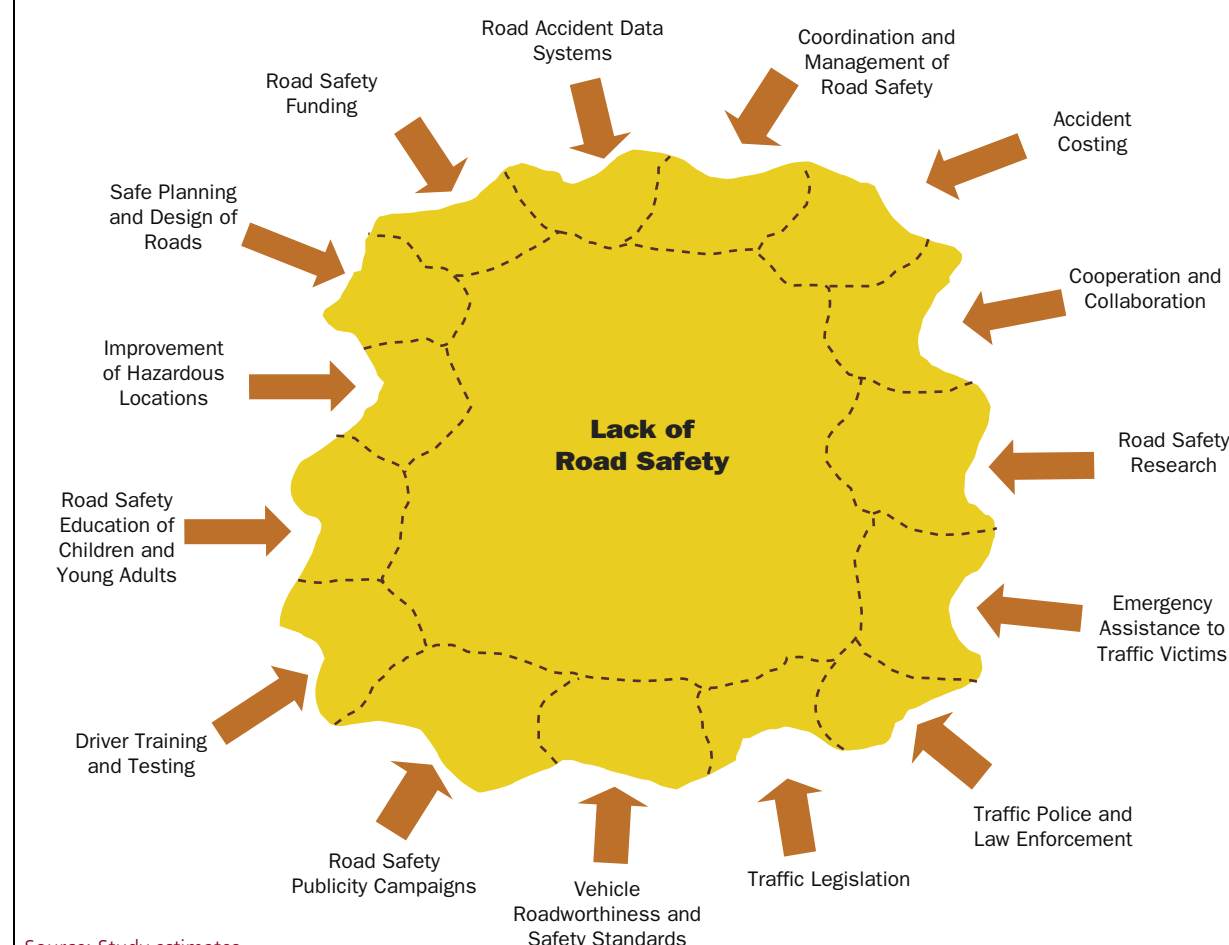 Road Accident Data
Systems
Coordination and
Management of
Road Safety
Road Safety
Funding
Accident
Costing
Safe Planning
and Design of
Roads
Cooperation and
Collaboration
Improvement
of Hazardous
Locations
Lack of
Road Safety
Road Safety
Research
Road Safety
Education of
Children and
Young Adults
Emergency
Assistance to
Traffic Victims
Driver Training
and Testing
Traffic Police and
Law Enforcement
Road Safety
Publicity Campaigns
Vehicle
Roadworthiness and
Safety Standards
Traffic Legislation
Source: Study estimates